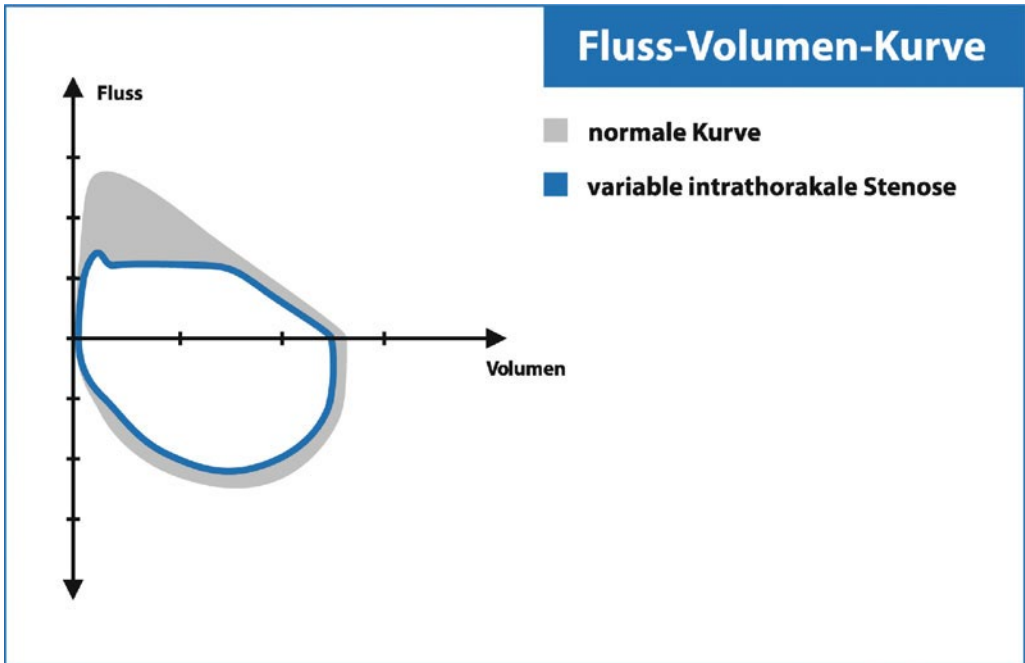 Fluss-Volumen-Kurve
Fluss
normale Kurve
variable intrathorakale Stenose
Volumen